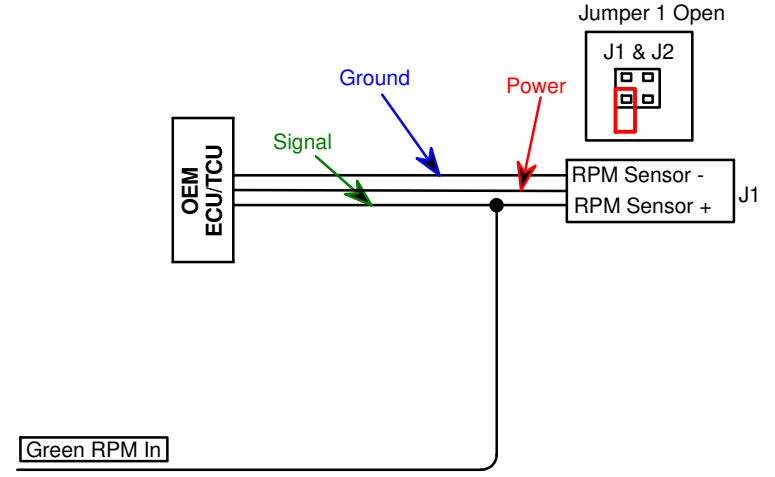 Jumper 1 Open
J1 & J2
Ground
Power
Signal
OEM
ECU/TCU
RPM Sensor -
RPM Sensor +
J1
Green RPM In